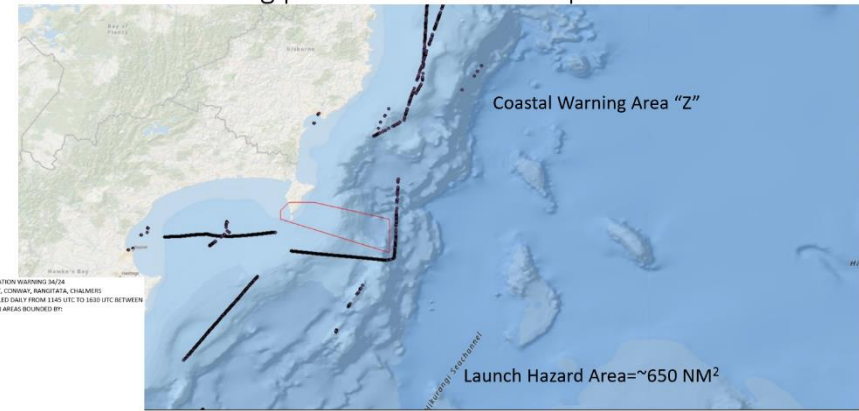 Bay of
Plenty
Gisborne
Coastal Warning Area “Z”
Hawke's Bay
ATION WARNING 34/24
, CONWAY, RANGITATA, CHALMERS
LED DAILY FROM 1145 UTC TO 1630 UTC BETWEEN
AREAS BOUNDED BY:
Hikurangi Seachannel
Launch Hazard Area=~650 NM²